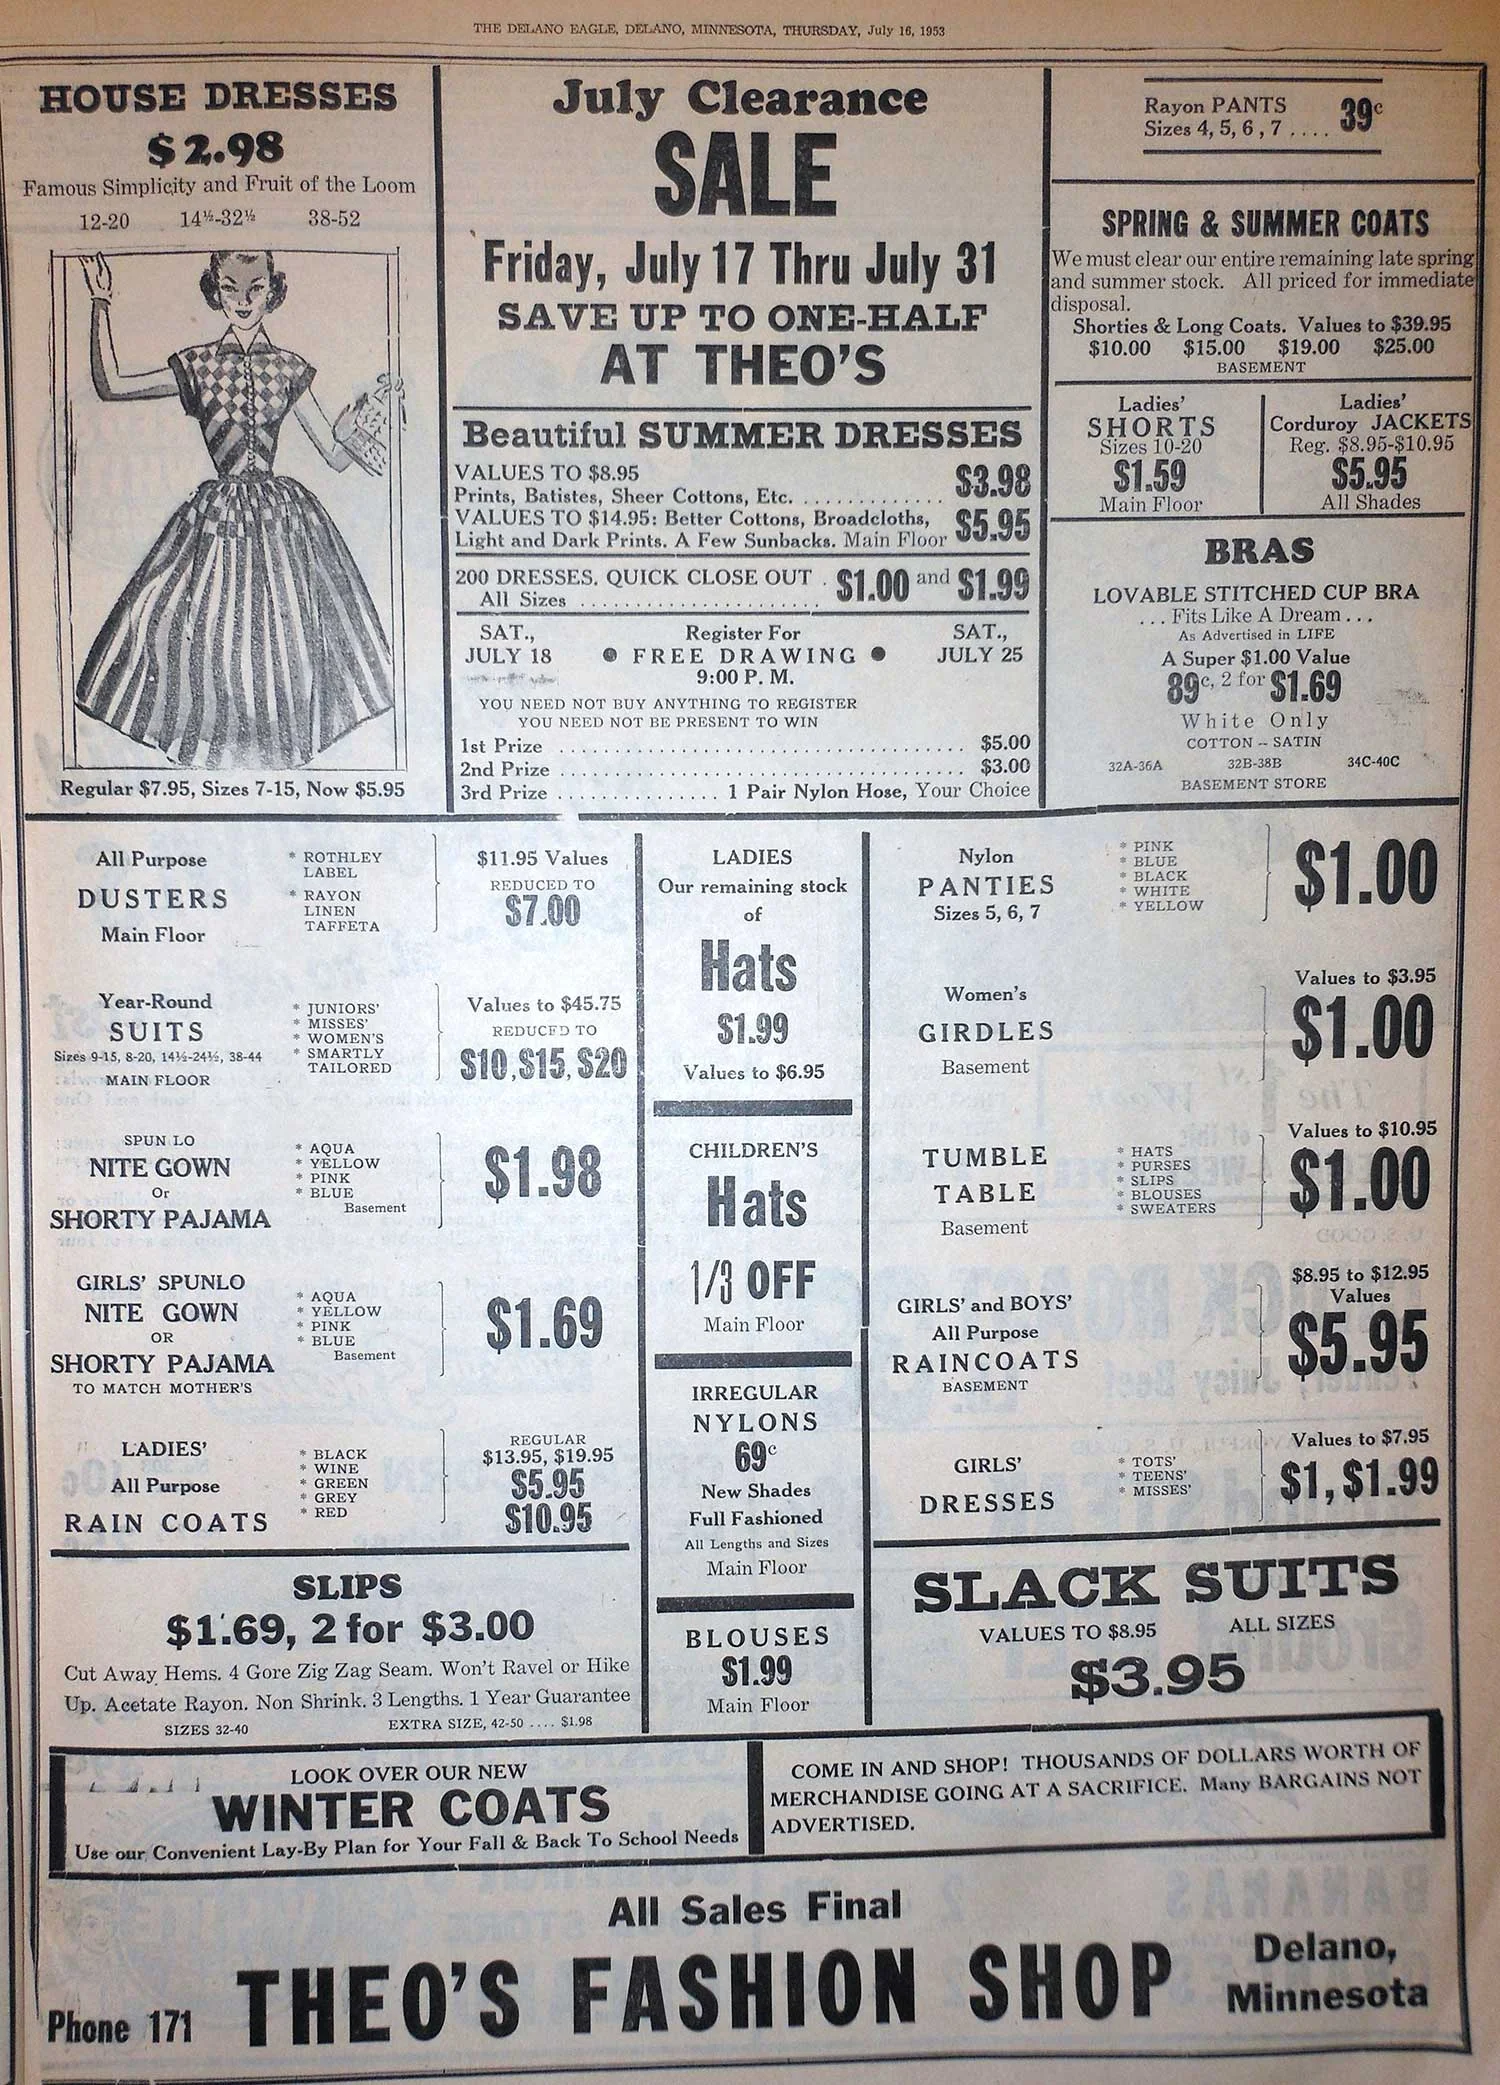 THE DELANO EAGLE, DELANO, MINNESOTA, THURSDAY, July 16, 1953
HOUSE DRESSES
$2.98
Famous Simplicity and Fruit of the Loom
12-20 14½-32½ 38-52
Regular $7.95, Sizes 7-15, Now $5.95
July Clearance
SALE
Friday, July 17 Thru July 31
SAVE UP TO ONE-HALF
AT THEO'S
Beautiful SUMMER DRESSES
VALUES TO $8.95
Prints, Batistes, Sheer Cottons, Etc. ............. $3.98
VALUES TO $14.95: Better Cottons, Broadcloths,
Light and Dark Prints. A Few Sunbacks. Main Floor $5.95
200 DRESSES. QUICK CLOSE OUT . $1.00 and $1.99
All Sizes ......................
SAT., Register For SAT.,
JULY 18 ● FREE DRAWING ● JULY 25
9:00 P. M.
YOU NEED NOT BUY ANYTHING TO REGISTER
YOU NEED NOT BE PRESENT TO WIN
1st Prize .................................... $5.00
2nd Prize .................................... $3.00
3rd Prize ............... 1 Pair Nylon Hose, Your Choice
Rayon PANTS
Sizes 4, 5, 6 , 7 .... 39c
SPRING & SUMMER COATS
We must clear our entire remaining late spring
and summer stock. All priced for immediate
disposal.
Shorties & Long Coats. Values to $39.95
$10.00 $15.00 $19.00 $25.00
BASEMENT
Ladies'
SHORTS
Sizes 10-20
$1.59
Main Floor
Ladies'
Corduroy JACKETS
Reg. $8.95-$10.95
$5.95
All Shades
BRAS
LOVABLE STITCHED CUP BRA
... Fits Like A Dream ...
As Advertised in LIFE
A Super $1.00 Value
89c, 2 for $1.69
White Only
COTTON -- SATIN
32A-36A 32B-38B 34C-40C
BASEMENT STORE
All Purpose
DUSTERS
Main Floor
* ROTHLEY
LABEL
* RAYON
LINEN
TAFFETA
$11.95 Values
REDUCED TO
$7.00
Year-Round
SUITS
Sizes 9-15, 8-20, 14½-24½, 38-44
MAIN FLOOR
* JUNIORS'
* MISSES'
* WOMEN'S
* SMARTLY
TAILORED
Values to $45.75
REDUCED TO
$10, $15, $20
SPUN LO
NITE GOWN
Or
SHORTY PAJAMA
* AQUA
* YELLOW
* PINK
* BLUE
Basement
$1.98
GIRLS' SPUNLO
NITE GOWN
OR
SHORTY PAJAMA
TO MATCH MOTHER'S
* AQUA
* YELLOW
* PINK
* BLUE
Basement
$1.69
LADIES'
All Purpose
RAIN COATS
* BLACK
* WINE
* GREEN
* GREY
* RED
REGULAR
$13.95, $19.95
$5.95
$10.95
SLIPS
$1.69, 2 for $3.00
Cut Away Hems. 4 Gore Zig Zag Seam. Won't Ravel or Hike
Up. Acetate Rayon. Non Shrink. 3 Lengths. 1 Year Guarantee
SIZES 32-40 EXTRA SIZE, 42-50 .... $1.98
LADIES
Our remaining stock
of
Hats
$1.99
Values to $6.95
CHILDREN'S
Hats
1/3 OFF
Main Floor
IRREGULAR
NYLONS
69c
New Shades
Full Fashioned
All Lengths and Sizes
Main Floor
BLOUSES
$1.99
Main Floor
Nylon
PANTIES
Sizes 5, 6, 7
* PINK
* BLUE
* BLACK
* WHITE
* YELLOW
$1.00
Women's
GIRDLES
Basement
Values to $3.95
$1.00
TUMBLE
TABLE
Basement
* HATS
* PURSES
* SLIPS
* BLOUSES
* SWEATERS
Values to $10.95
$1.00
GIRLS' and BOYS'
All Purpose
RAINCOATS
BASEMENT
$8.95 to $12.95
Values
$5.95
GIRLS'
DRESSES
* TOTS'
* TEENS'
* MISSES'
Values to $7.95
$1, $1.99
SLACK SUITS
VALUES TO $8.95 ALL SIZES
$3.95
LOOK OVER OUR NEW
WINTER COATS
Use our Convenient Lay-By Plan for Your Fall & Back To School Needs
COME IN AND SHOP! THOUSANDS OF DOLLARS WORTH OF
MERCHANDISE GOING AT A SACRIFICE. Many BARGAINS NOT
ADVERTISED.
All Sales Final
Phone 171 THEO'S FASHION SHOP Delano,
Minnesota